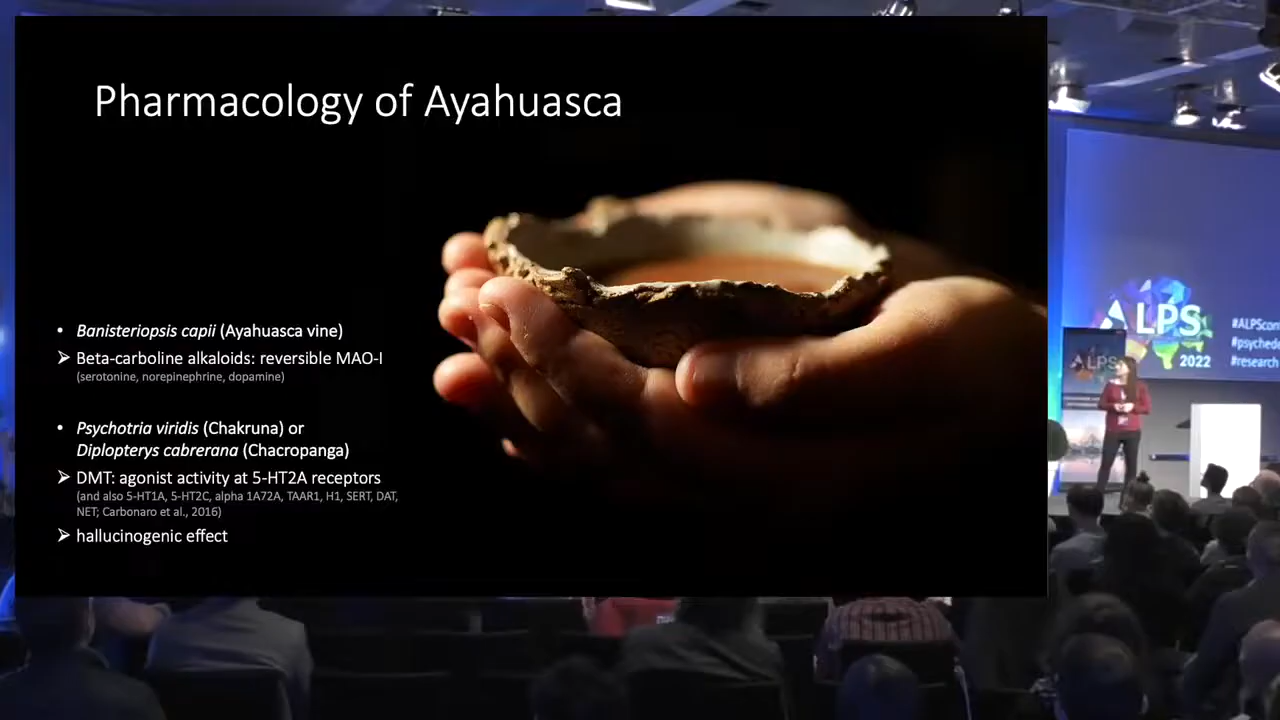 Pharmacology of Ayahuasca
• Banisteriopsis capii (Ayahuasca vine)
➢ Beta-carboline alkaloids: reversible MAO-I
(serotonine, norepinephrine, dopamine)
• Psychotria viridis (Chakruna) or
Diplopterys cabrerana (Chacropanga)
➢ DMT: agonist activity at 5-HT2A receptors
(and also 5-HT1A, 5-HT2C, alpha 1A72A, TAAR1, H1, SERT, DAT,
NET; Carbonaro et al., 2016)
➢ hallucinogenic effect
ALPS
2022
#ALPScon
#psychede
#research
ALPS